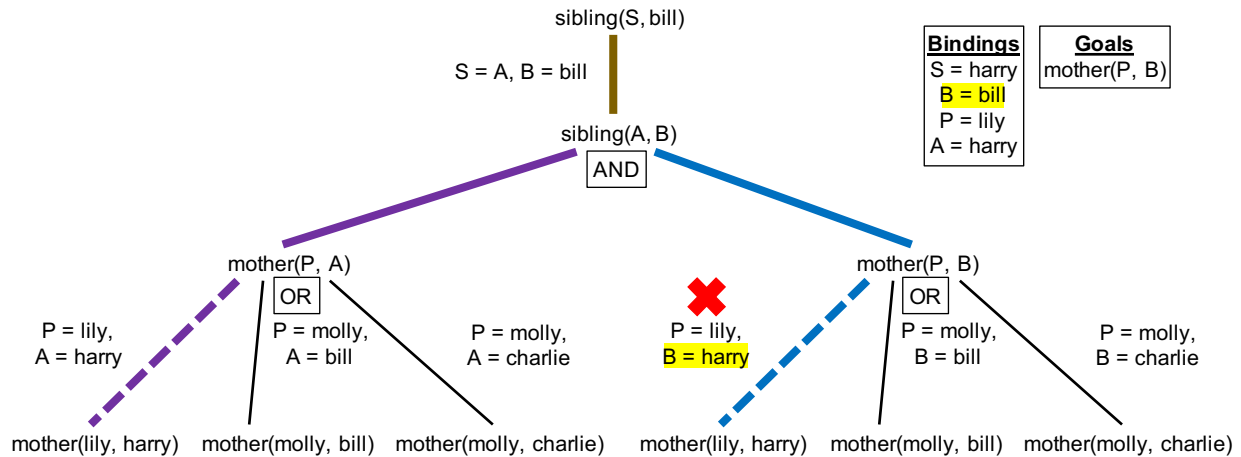 sibling(S, bill)
S = A, B = bill
Bindings
S = harry
B = bill
P = lily
A = harry
Goals
mother(P, B)
sibling(A, B)
AND
mother(P, A)
OR
mother(P, B)
OR
P = lily,
A = harry
P = molly,
A = bill
P = molly,
A = charlie
P = lily,
B = harry
P = molly,
B = bill
P = molly,
B = charlie
mother(lily, harry)
mother(molly, bill)
mother(molly, charlie)
mother(lily, harry)
mother(molly, bill)
mother(molly, charlie)